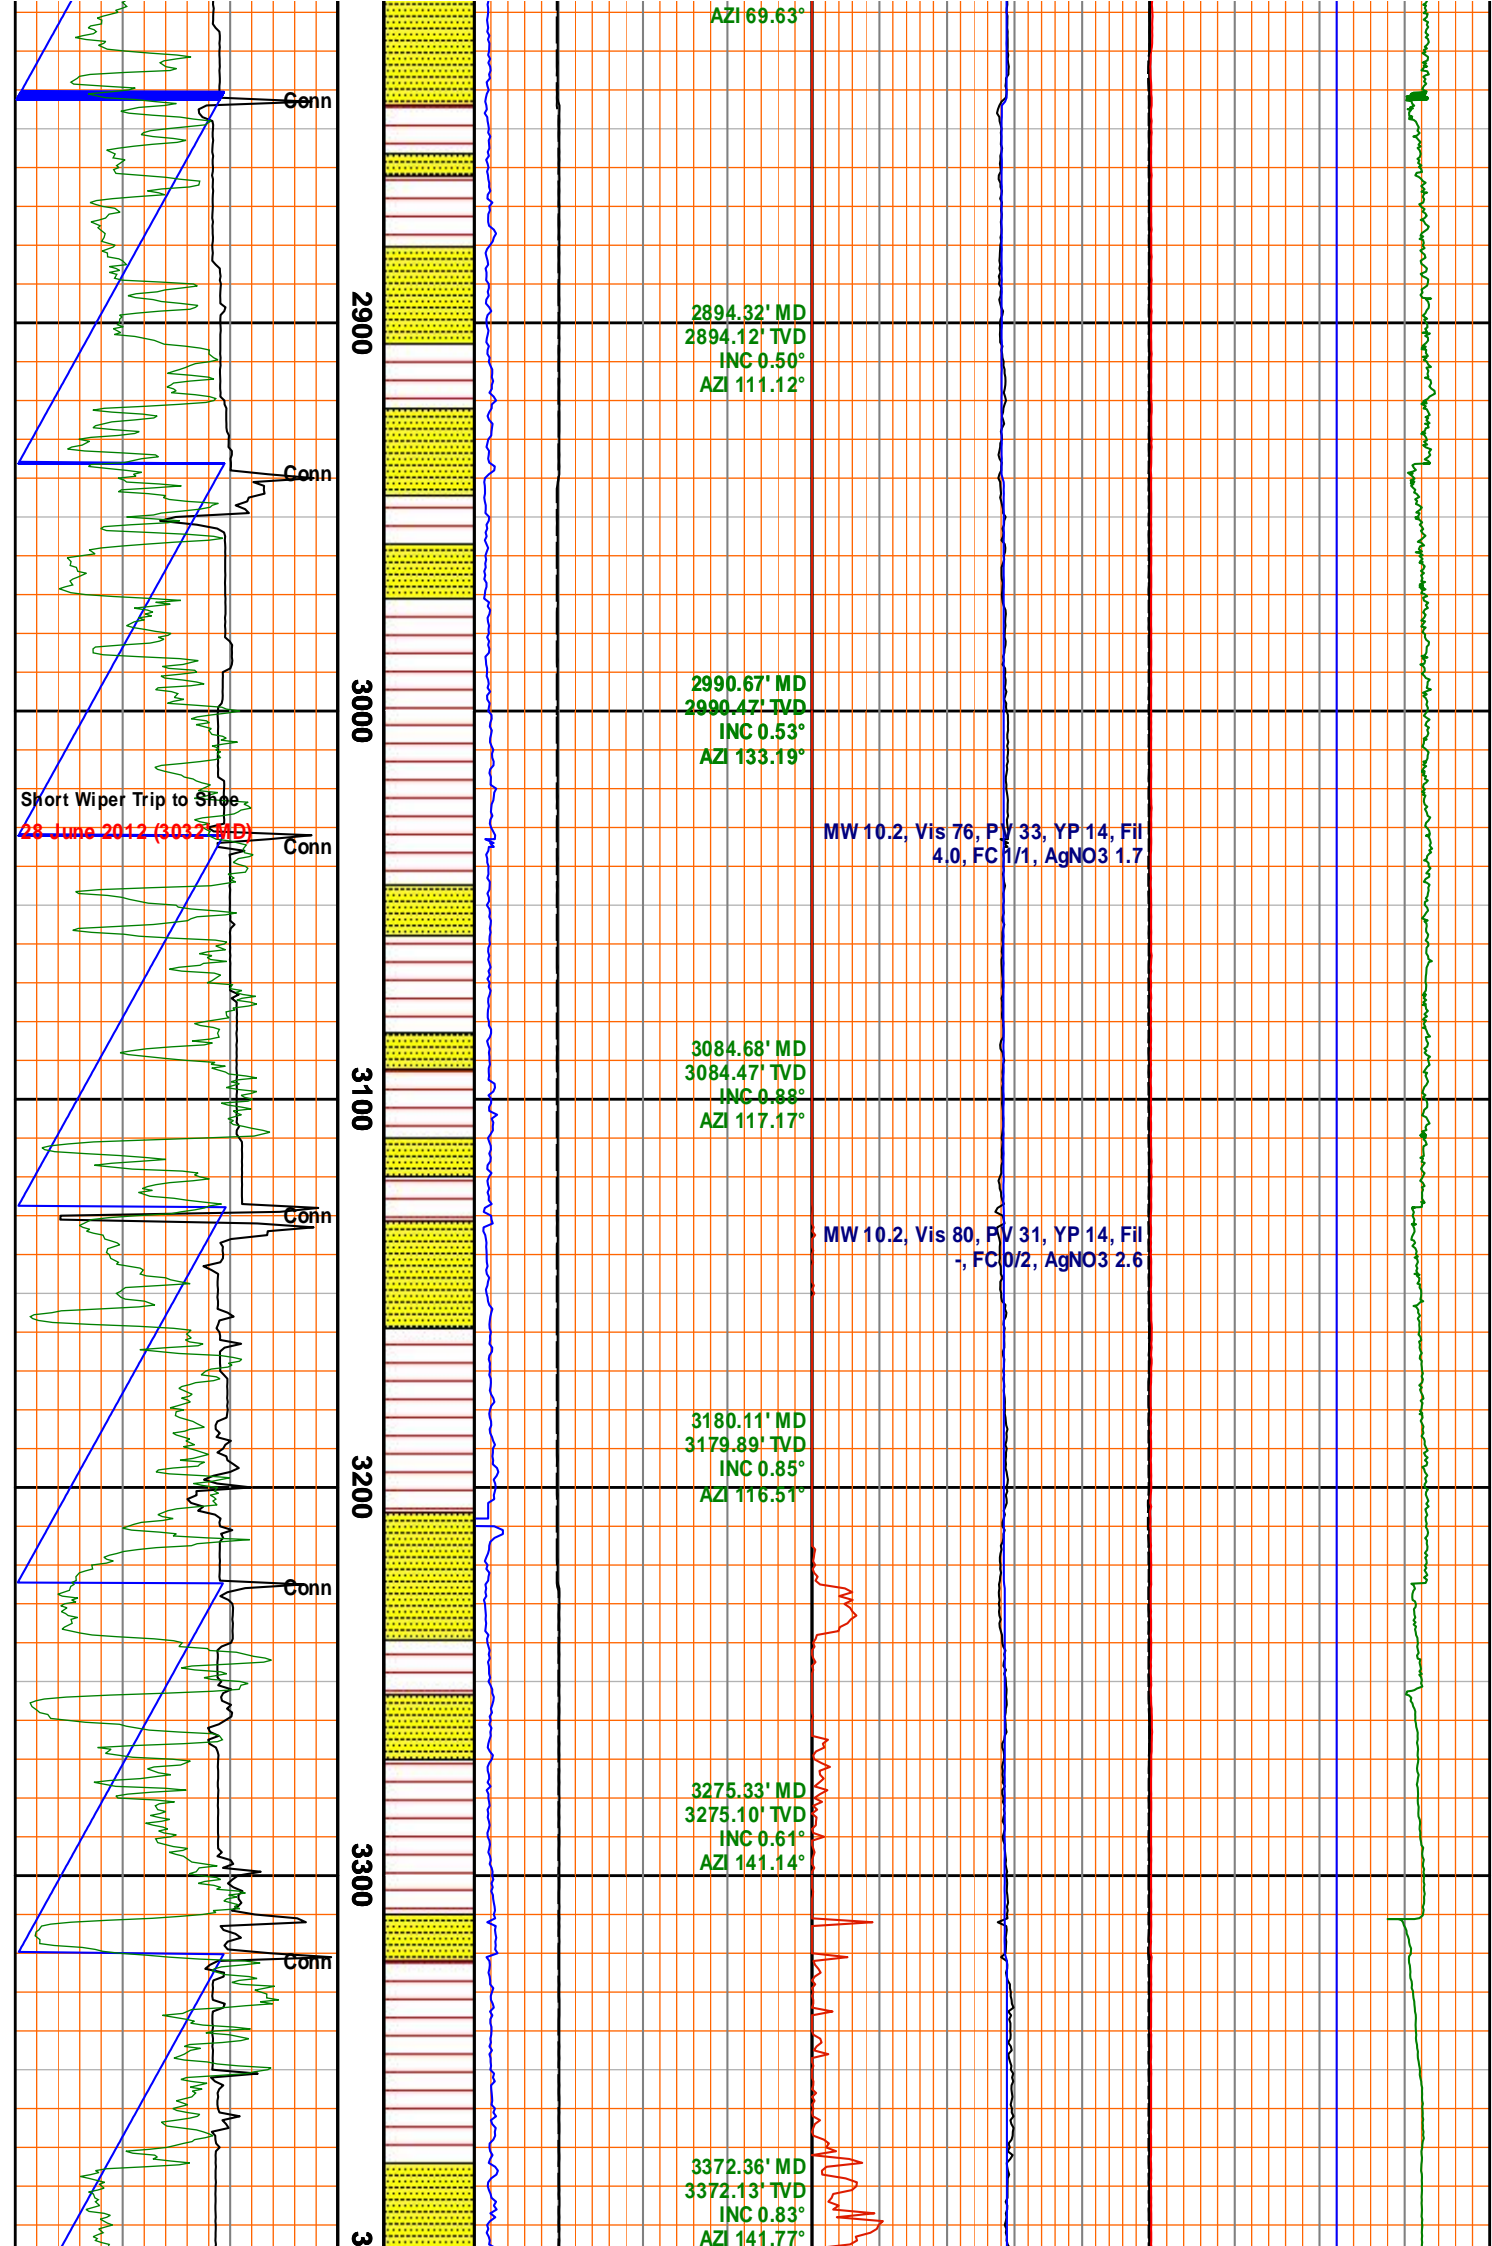 AZI 69.63°
Conn
2900
2894.32' MD
2894.12' TVD
INC 0.50°
AZI 111.12°
Conn
3000
2990.67' MD
2990.47' TVD
INC 0.53°
AZI 133.19°
Short Wiper Trip to Shoe
28 June 2012 (3032' MD)
Conn
MW 10.2, Vis 76, PV 33, YP 14, Fil
4.0, FC 1/1, AgNO3 1.7
3100
3084.68' MD
3084.47' TVD
INC 0.88°
AZI 117.17°
Conn
MW 10.2, Vis 80, PV 31, YP 14, Fil
-, FC 0/2, AgNO3 2.6
3200
3180.11' MD
3179.89' TVD
INC 0.85°
AZI 116.51°
Conn
3300
3275.33' MD
3275.10' TVD
INC 0.61°
AZI 141.14°
Conn
3372.36' MD
3372.13' TVD
INC 0.83°
AZI 141.77°
3